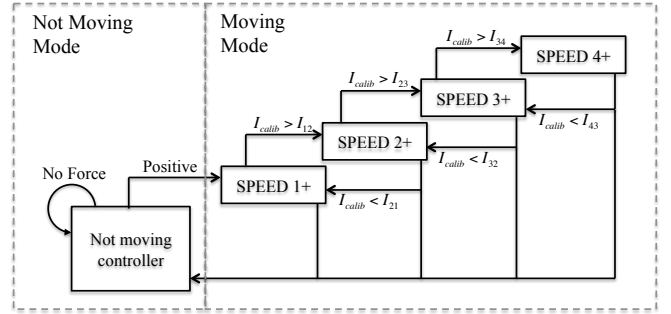 Not Moving
Mode
Moving
Mode
I_calib > I_34
SPEED 4+
I_calib > I_23
SPEED 3+
I_calib < I_43
I_calib > I_12
SPEED 2+
I_calib < I_32
Positive
No Force
SPEED 1+
I_calib < I_21
Not moving
controller